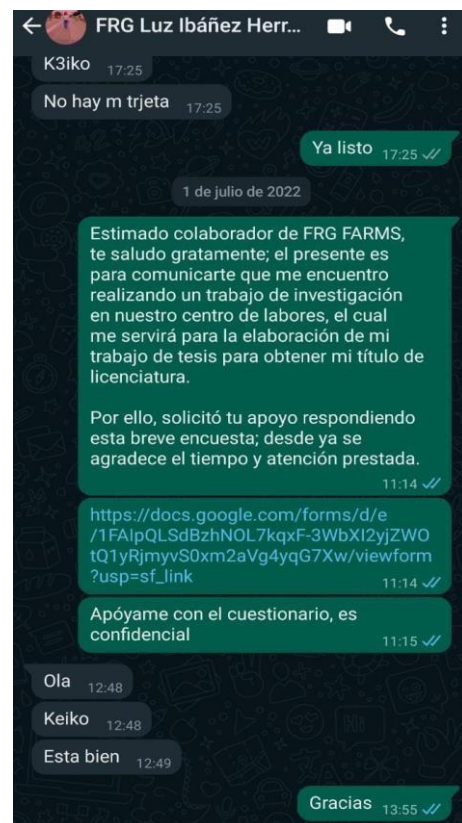 FRG Luz Ibáñez Herr...
K3iko 17:25
No hay m trjeta 17:25
Ya listo 17:25
1 de julio de 2022
Estimado colaborador de FRG FARMS,
te saludo gratamente; el presente es
para comunicarte que me encuentro
realizando un trabajo de investigación
en nuestro centro de labores, el cual
me servirá para la elaboración de mi
trabajo de tesis para obtener mi título de
licenciatura.
Por ello, solicitó tu apoyo respondiendo
esta breve encuesta; desde ya se
agradece el tiempo y atención prestada.
11:14
https://docs.google.com/forms/d/e
/1FAIpQLSdBzhNOL7kqxF-3WbXI2yjZWO
tQ1yRjmyvS0xm2aVg4yqG7Xw/viewform
?usp=sf_link
11:14
Apóyame con el cuestionario, es
confidencial
11:15
Ola 12:48
Keiko 12:48
Esta bien 12:49
Gracias 13:55